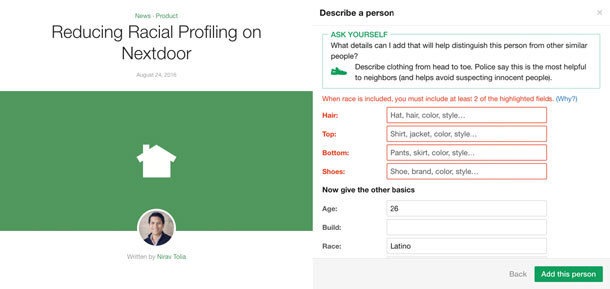 News · Product
Reducing Racial Profiling on
Nextdoor
August 24, 2016
Written by Nirav Tolia
Describe a person
×
ASK YOURSELF
What details can I add that will help distinguish this person from other similar
people?
Describe clothing from head to toe. Police say this is the most helpful
to neighbors (and helps avoid suspecting innocent people).
When race is included, you must include at least 2 of the highlighted fields. (Why?)
Hair: Hat, hair, color, style...
Top: Shirt, jacket, color, style...
Bottom: Pants, skirt, color, style...
Shoes: Shoe, brand, color, style...
Now give the other basics
Age: 26
Build:
Race: Latino
Back Add this person